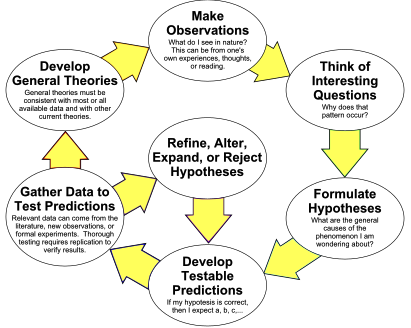 Make
Observations
What do I see in nature?
This can be from one's
own experiences, thoughts,
or reading.
Think of
Interesting
Questions
Why does that
pattern occur?
Formulate
Hypotheses
What are the general
causes of the
phenomenon I am
wondering about?
Develop
Testable
Predictions
If my hypotesis is correct,
then I expect a, b, c,...
Gather Data to
Test Predictions
Relevant data can come from the
literature, new observations, or
formal experiments. Thorough
testing requires replication to
verify results.
Refine, Alter,
Expand, or Reject
Hypotheses
Develop
General Theories
General theories must be
consistent with most or all
available data and with other
current theories.